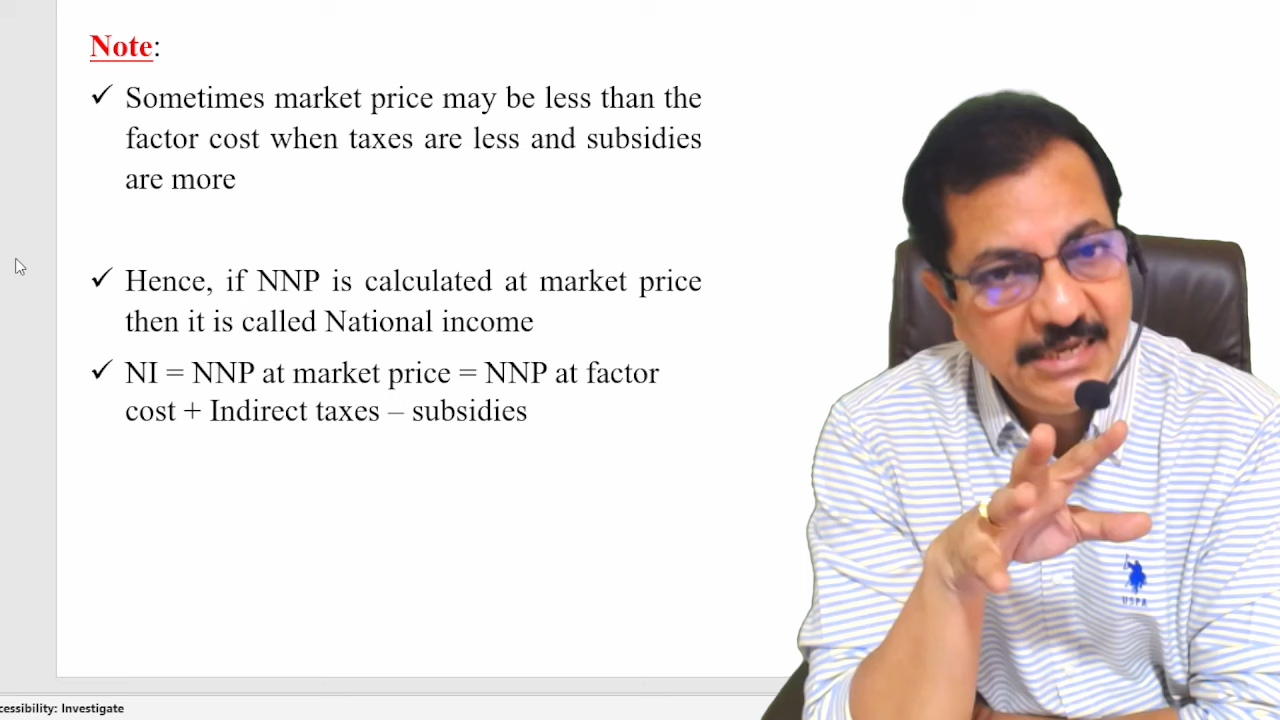 Note:
✓ Sometimes market price may be less than the
factor cost when taxes are less and subsidies
are more
✓ Hence, if NNP is calculated at market price
then it is called National income
✓ NI = NNP at market price = NNP at factor
cost + Indirect taxes – subsidies
USPA
cessibility: Investigate